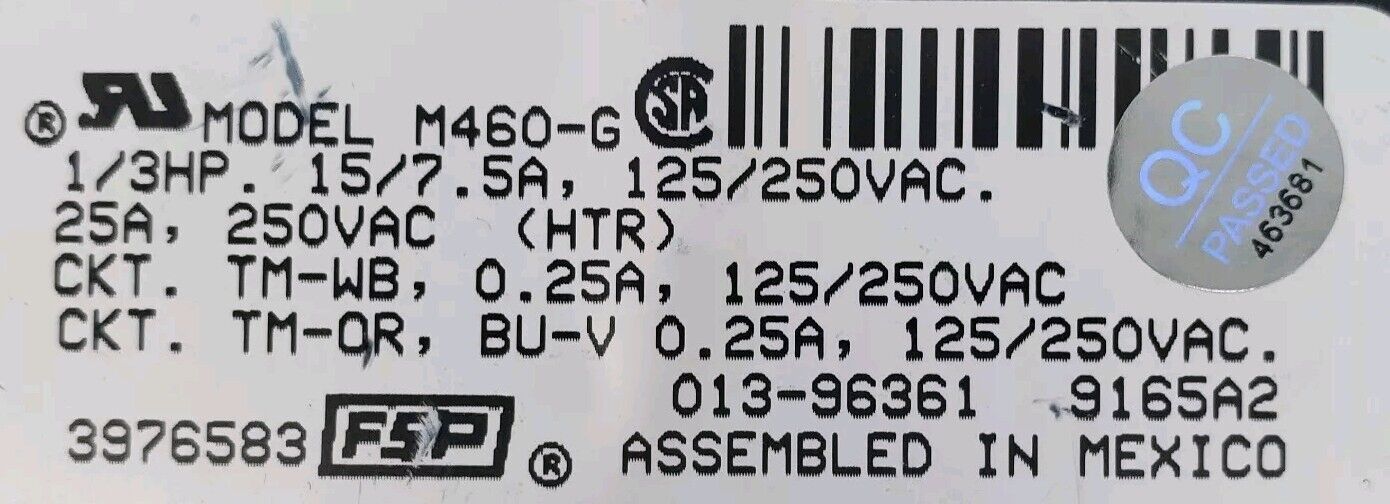 ® RU MODEL M460-G SA
1/3HP. 15/7.5A, 125/250VAC.
25A, 250VAC (HTR)
CKT. TM-WB, 0.25A, 125/250VAC
CKT. TM-OR, BU-V 0.25A, 125/250VAC.
013-96361 9165A2
3976583 FSP ® ASSEMBLED IN MEXICO
QC
PASSED
463681